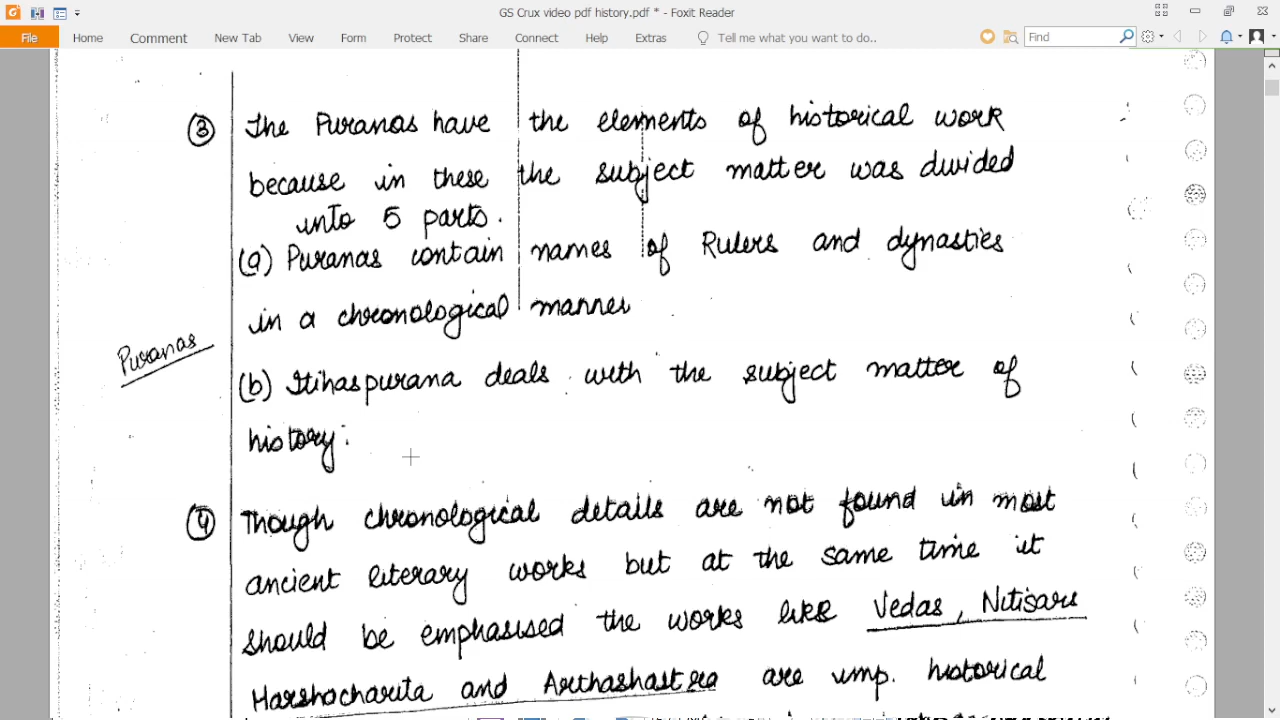 GS Crux video pdf history.pdf * - Foxit Reader
File Home Comment New Tab View Form Protect Share Connect Help Extras Tell me what you want to do.. Find
③ The Puranas have the elements of historical work
because in these the subject matter was divided
into 5 parts.
(a) Puranas contain names of Rulers and dynasties
in a chronological manner
Puranas
(b) Itihaspurana deals with the subject matter of
history.
④ Though chronological details are not found in most
ancient literary works but at the same time it
should be emphasised the works like Vedas, Nitisars
Harshacharita and Arthashastra are imp. historical